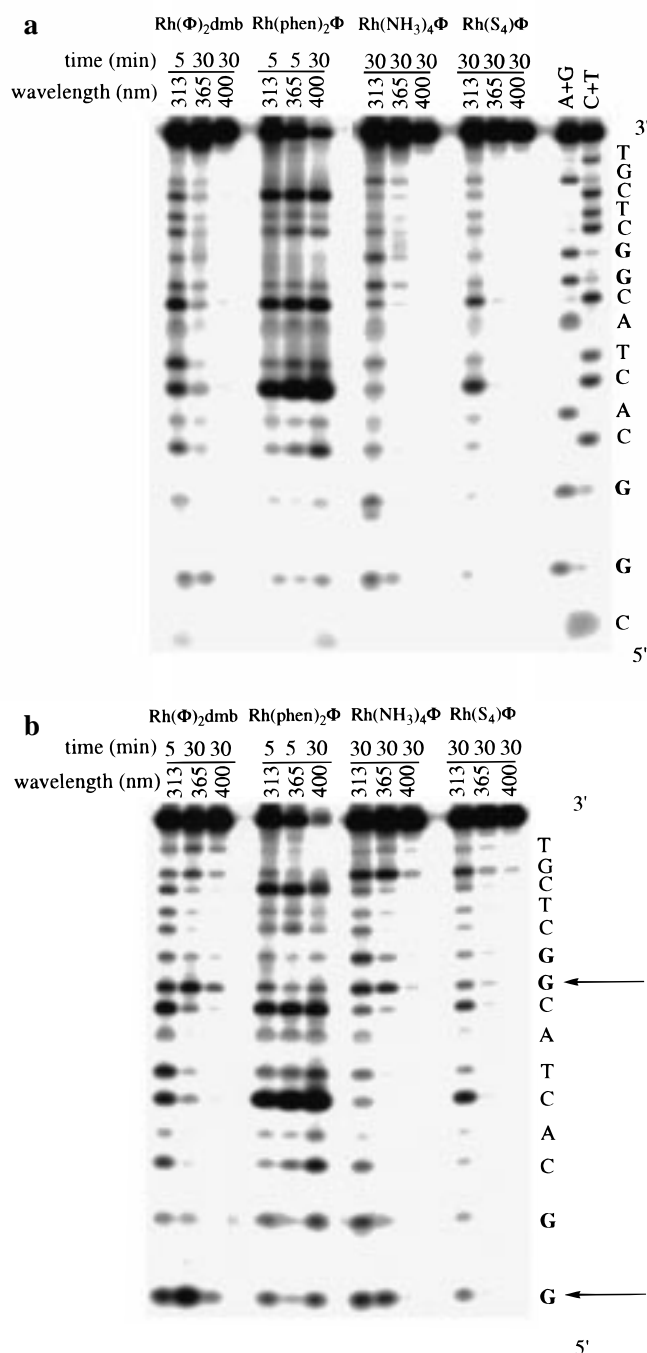 a
Rh(Φ)₂dmb Rh(phen)₂Φ Rh(NH₃)₄Φ Rh(S₄)Φ
time (min) 5 30 30 5 5 30 30 30 30 30 30 30
wavelength (nm) 313 365 400 313 365 400 313 365 400 313 365 400 A+G C+T
3'
T
G
C
T
C
G
G
C
A
T
C
A
C
G
G
C
5'
b
Rh(Φ)₂dmb Rh(phen)₂Φ Rh(NH₃)₄Φ Rh(S₄)Φ
time (min) 5 30 30 5 5 30 30 30 30 30 30 30
wavelength (nm) 313 365 400 313 365 400 313 365 400 313 365 400
3'
T
G
C
T
C
G
G
C
A
T
C
A
C
G
G
5'